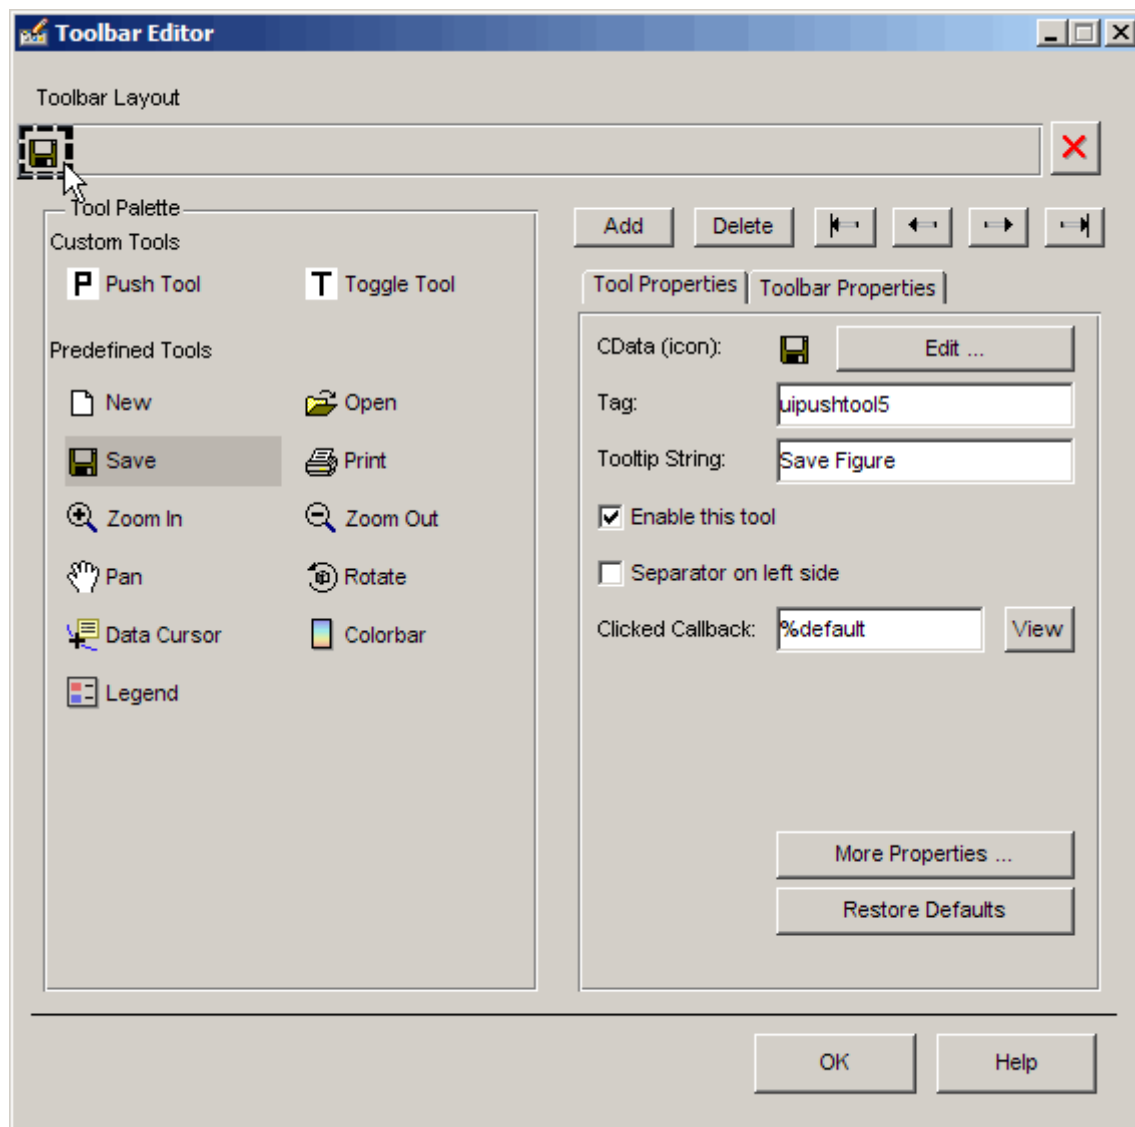 Toolbar Editor
Toolbar Layout
Tool Palette
Custom Tools
P Push Tool
T Toggle Tool
Predefined Tools
New
Open
Save
Print
Zoom In
Zoom Out
Pan
Rotate
Data Cursor
Colorbar
Legend
Add
Delete
Tool Properties
Toolbar Properties
CData (icon):
Edit ...
Tag:
uipushtool5
Tooltip String:
Save Figure
Enable this tool
Separator on left side
Clicked Callback:
%default
View
More Properties ...
Restore Defaults
OK
Help